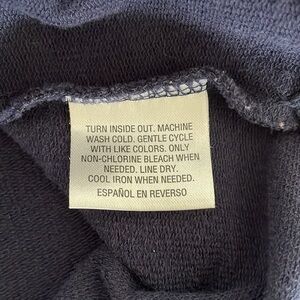 TURN INSIDE OUT. MACHINE
WASH COLD. GENTLE CYCLE
WITH LIKE COLORS. ONLY
NON-CHLORINE BLEACH WHEN
NEEDED. LINE DRY.
COOL IRON WHEN NEEDED.
ESPAÑOL EN REVERSO